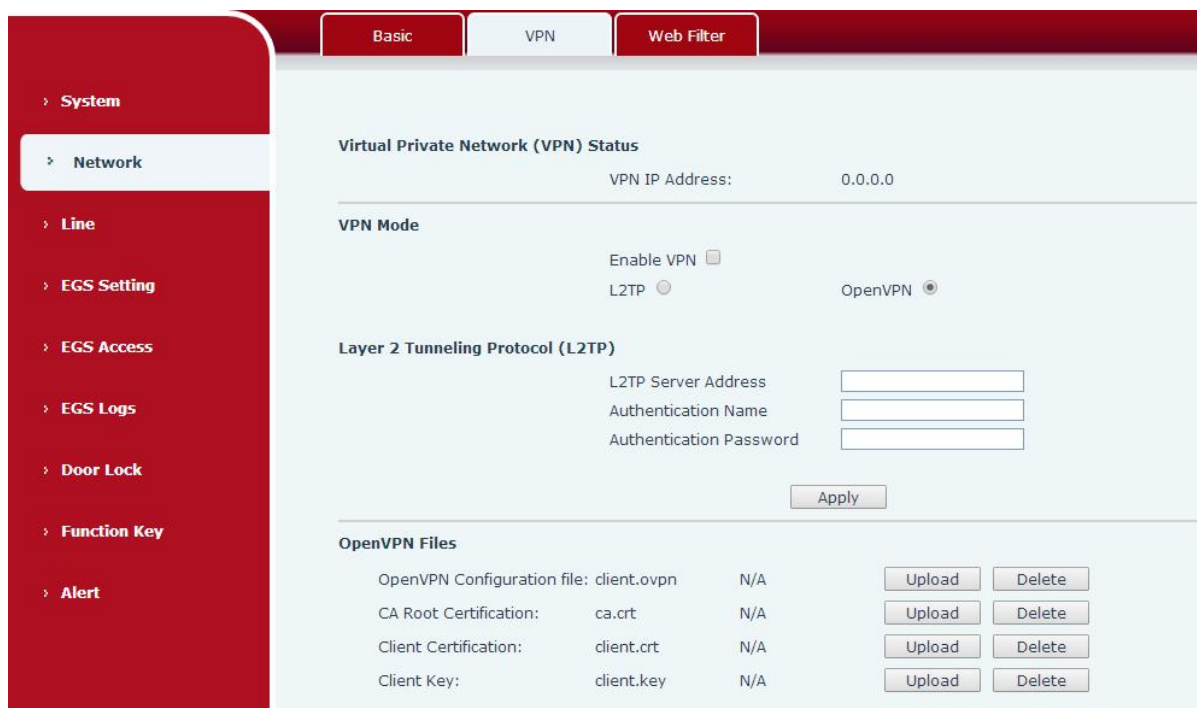 Basic VPN Web Filter
› System
› Network
› Line
› EGS Setting
› EGS Access
› EGS Logs
› Door Lock
› Function Key
› Alert
Virtual Private Network (VPN) Status
VPN IP Address: 0.0.0.0
VPN Mode
Enable VPN
L2TP OpenVPN
Layer 2 Tunneling Protocol (L2TP)
L2TP Server Address
Authentication Name
Authentication Password
Apply
OpenVPN Files
OpenVPN Configuration file: client.ovpn N/A Upload Delete
CA Root Certification: ca.crt N/A Upload Delete
Client Certification: client.crt N/A Upload Delete
Client Key: client.key N/A Upload Delete